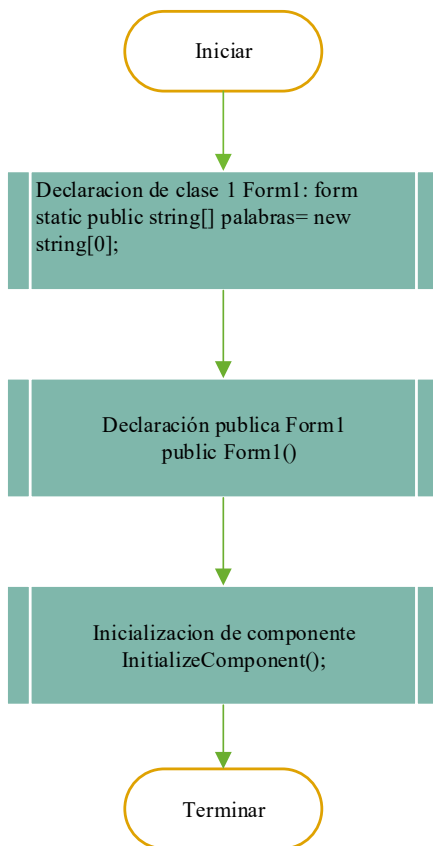 Iniciar
Declaracion de clase 1 Form1: form
static public string[] palabras= new
string[0];
Declaración publica Form1
public Form1()
Inicializacion de componente
InitializeComponent();
Terminar